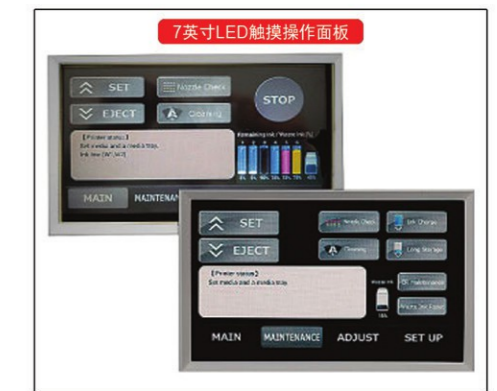 7英寸LED触摸操作面板
SET
Nozzle Check
STOP
EJECT
Cleaning
Remaining Ink / Waste Ink [%]
【Printer status】
Set media and a media tray.
MAIN
MAINTENANC
SET
Nozzle Check
Ink Charge
EJECT
Cleaning
Long Storage
【Printer status】
Set media and a media tray.
Waste ink
MAIN
MAINTENANCE
ADJUST
SET UP